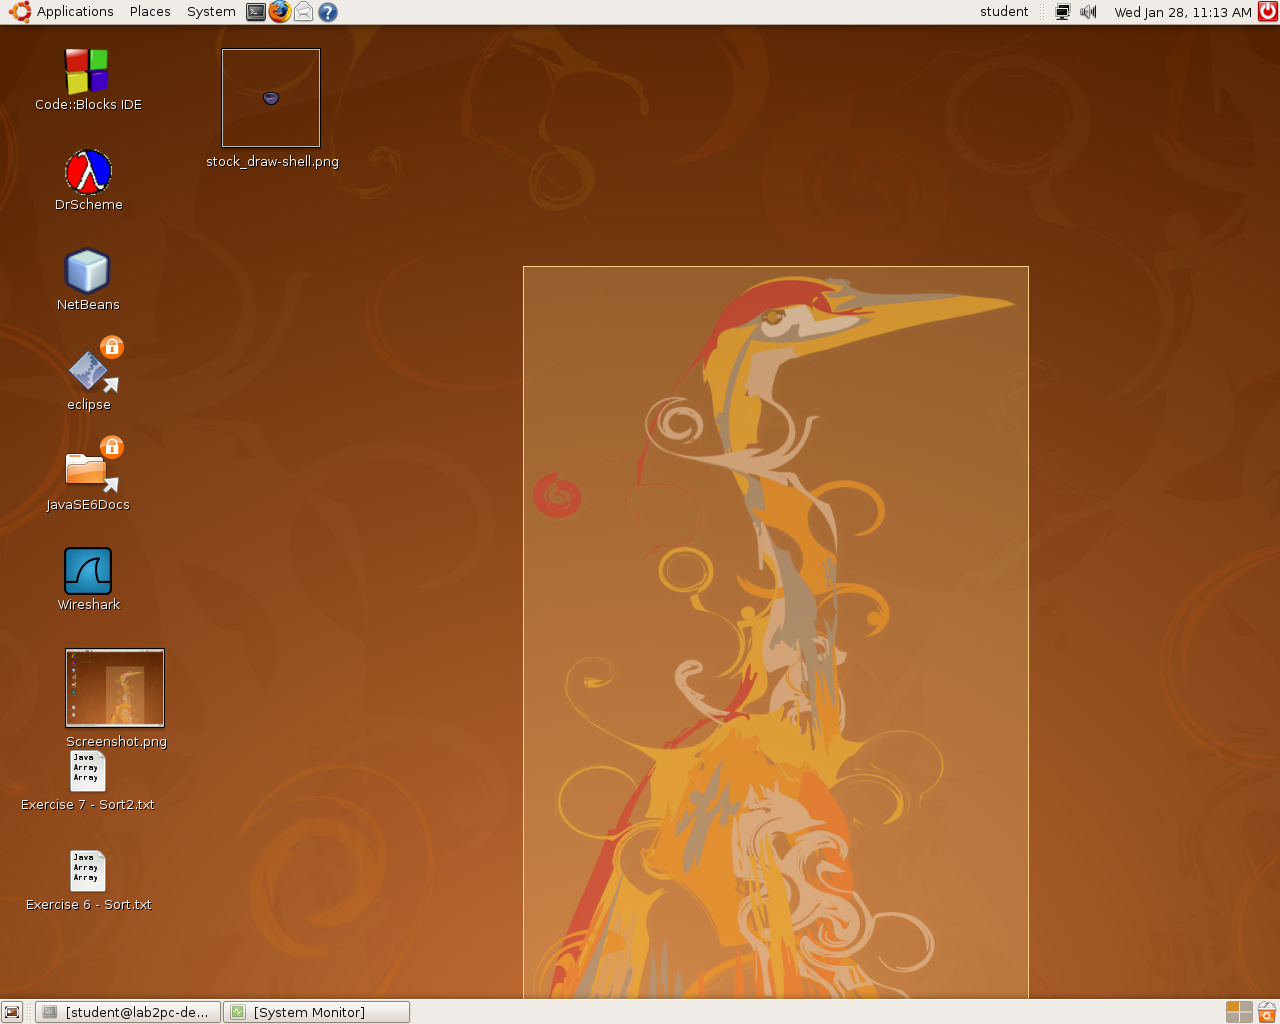 Applications Places System student Wed Jan 28, 11:13 AM
Code::Blocks IDE
stock_draw-shell.png
DrScheme
NetBeans
eclipse
JavaSE6Docs
Wireshark
Screenshot.png
Java
Array
Array
Exercise 7 - Sort2.txt
Java
Array
Array
Exercise 6 - Sort.txt
[student@lab2pc-de... [System Monitor]